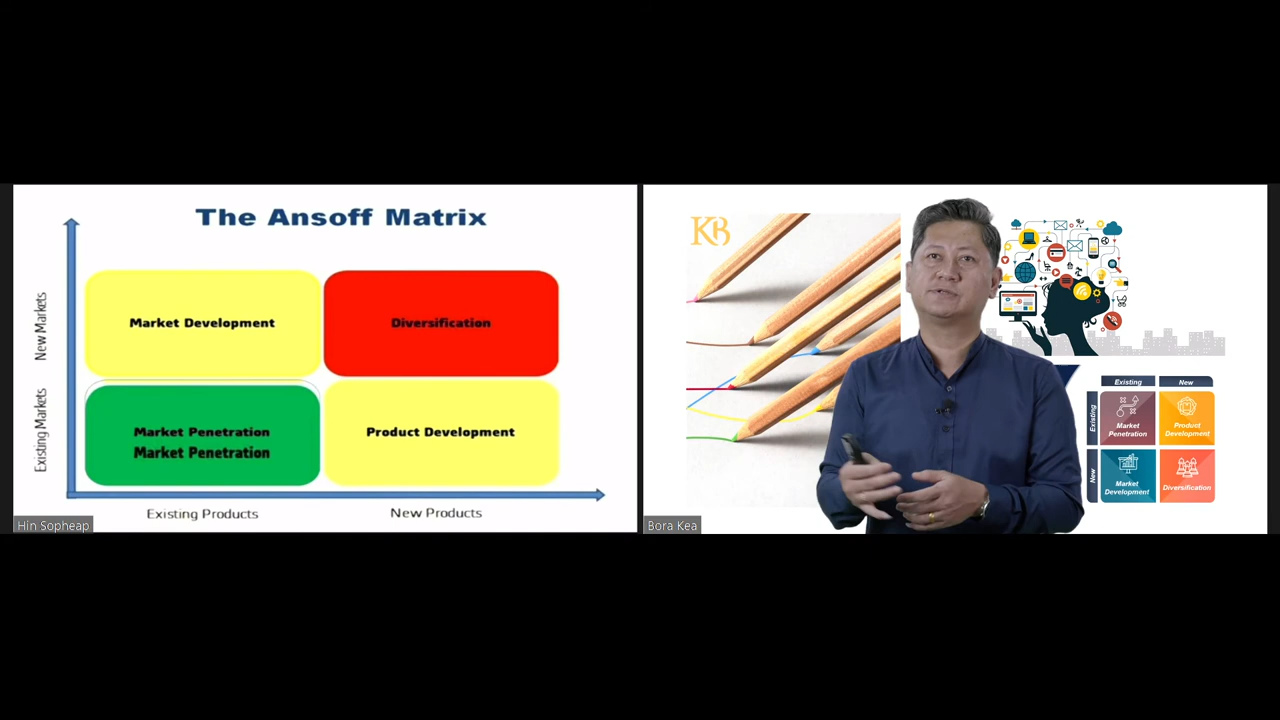 The Ansoff Matrix
New Markets
Existing Markets
Market Development
Diversification
Market Penetration
Market Penetration
Product Development
Existing Products
New Products
Hin Sopheap
KB
Existing
New
Existing
New
Market
Penetration
Product
Development
Market
Development
Diversification
Bora Kea